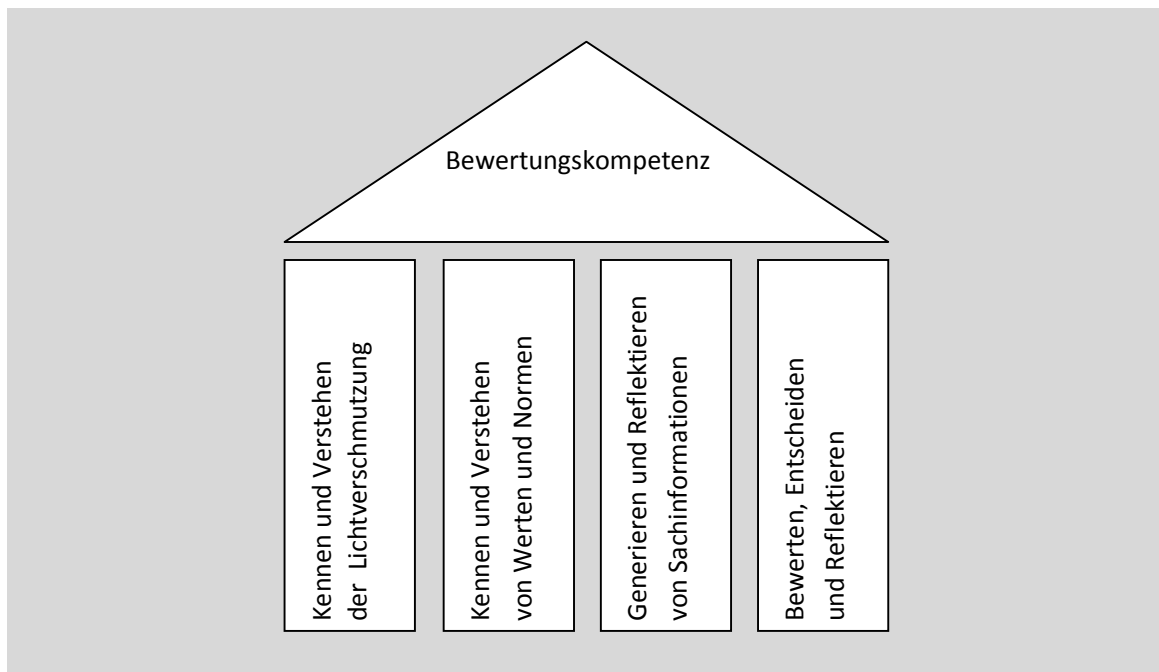 Bewertungskompetenz
Kennen und Verstehen
der Lichtverschmutzung
Kennen und Verstehen
von Werten und Normen
Generieren und Reflektieren
von Sachinformationen
Bewerten, Entscheiden
und Reflektieren